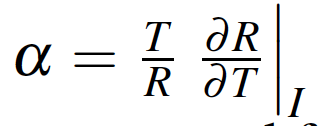 α = T/R ∂R/∂T |_I